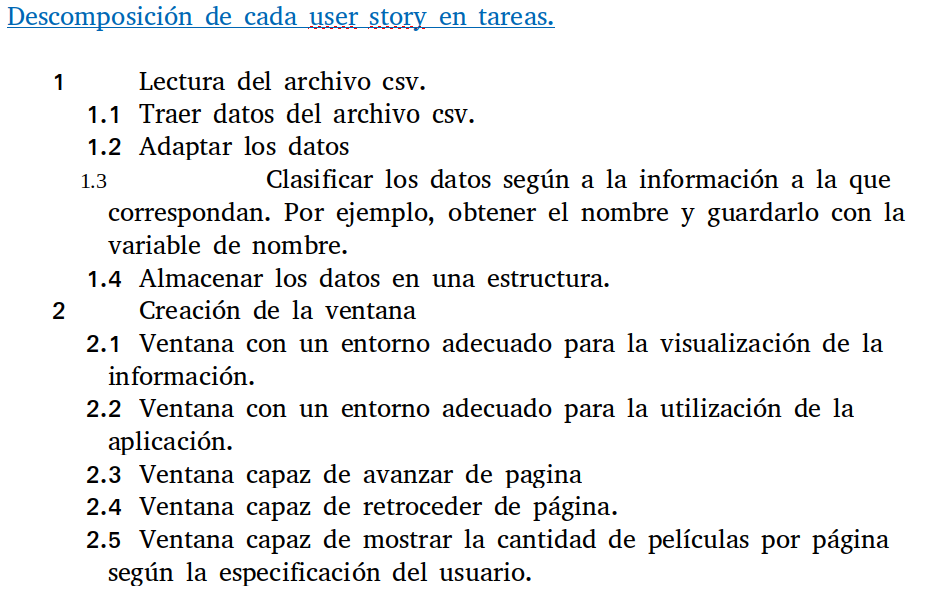 Descomposición de cada user story en tareas.
1 Lectura del archivo csv.
1.1 Traer datos del archivo csv.
1.2 Adaptar los datos
1.3 Clasificar los datos según a la información a la que
correspondan. Por ejemplo, obtener el nombre y guardarlo con la
variable de nombre.
1.4 Almacenar los datos en una estructura.
2 Creación de la ventana
2.1 Ventana con un entorno adecuado para la visualización de la
información.
2.2 Ventana con un entorno adecuado para la utilización de la
aplicación.
2.3 Ventana capaz de avanzar de pagina
2.4 Ventana capaz de retroceder de página.
2.5 Ventana capaz de mostrar la cantidad de películas por página
según la especificación del usuario.